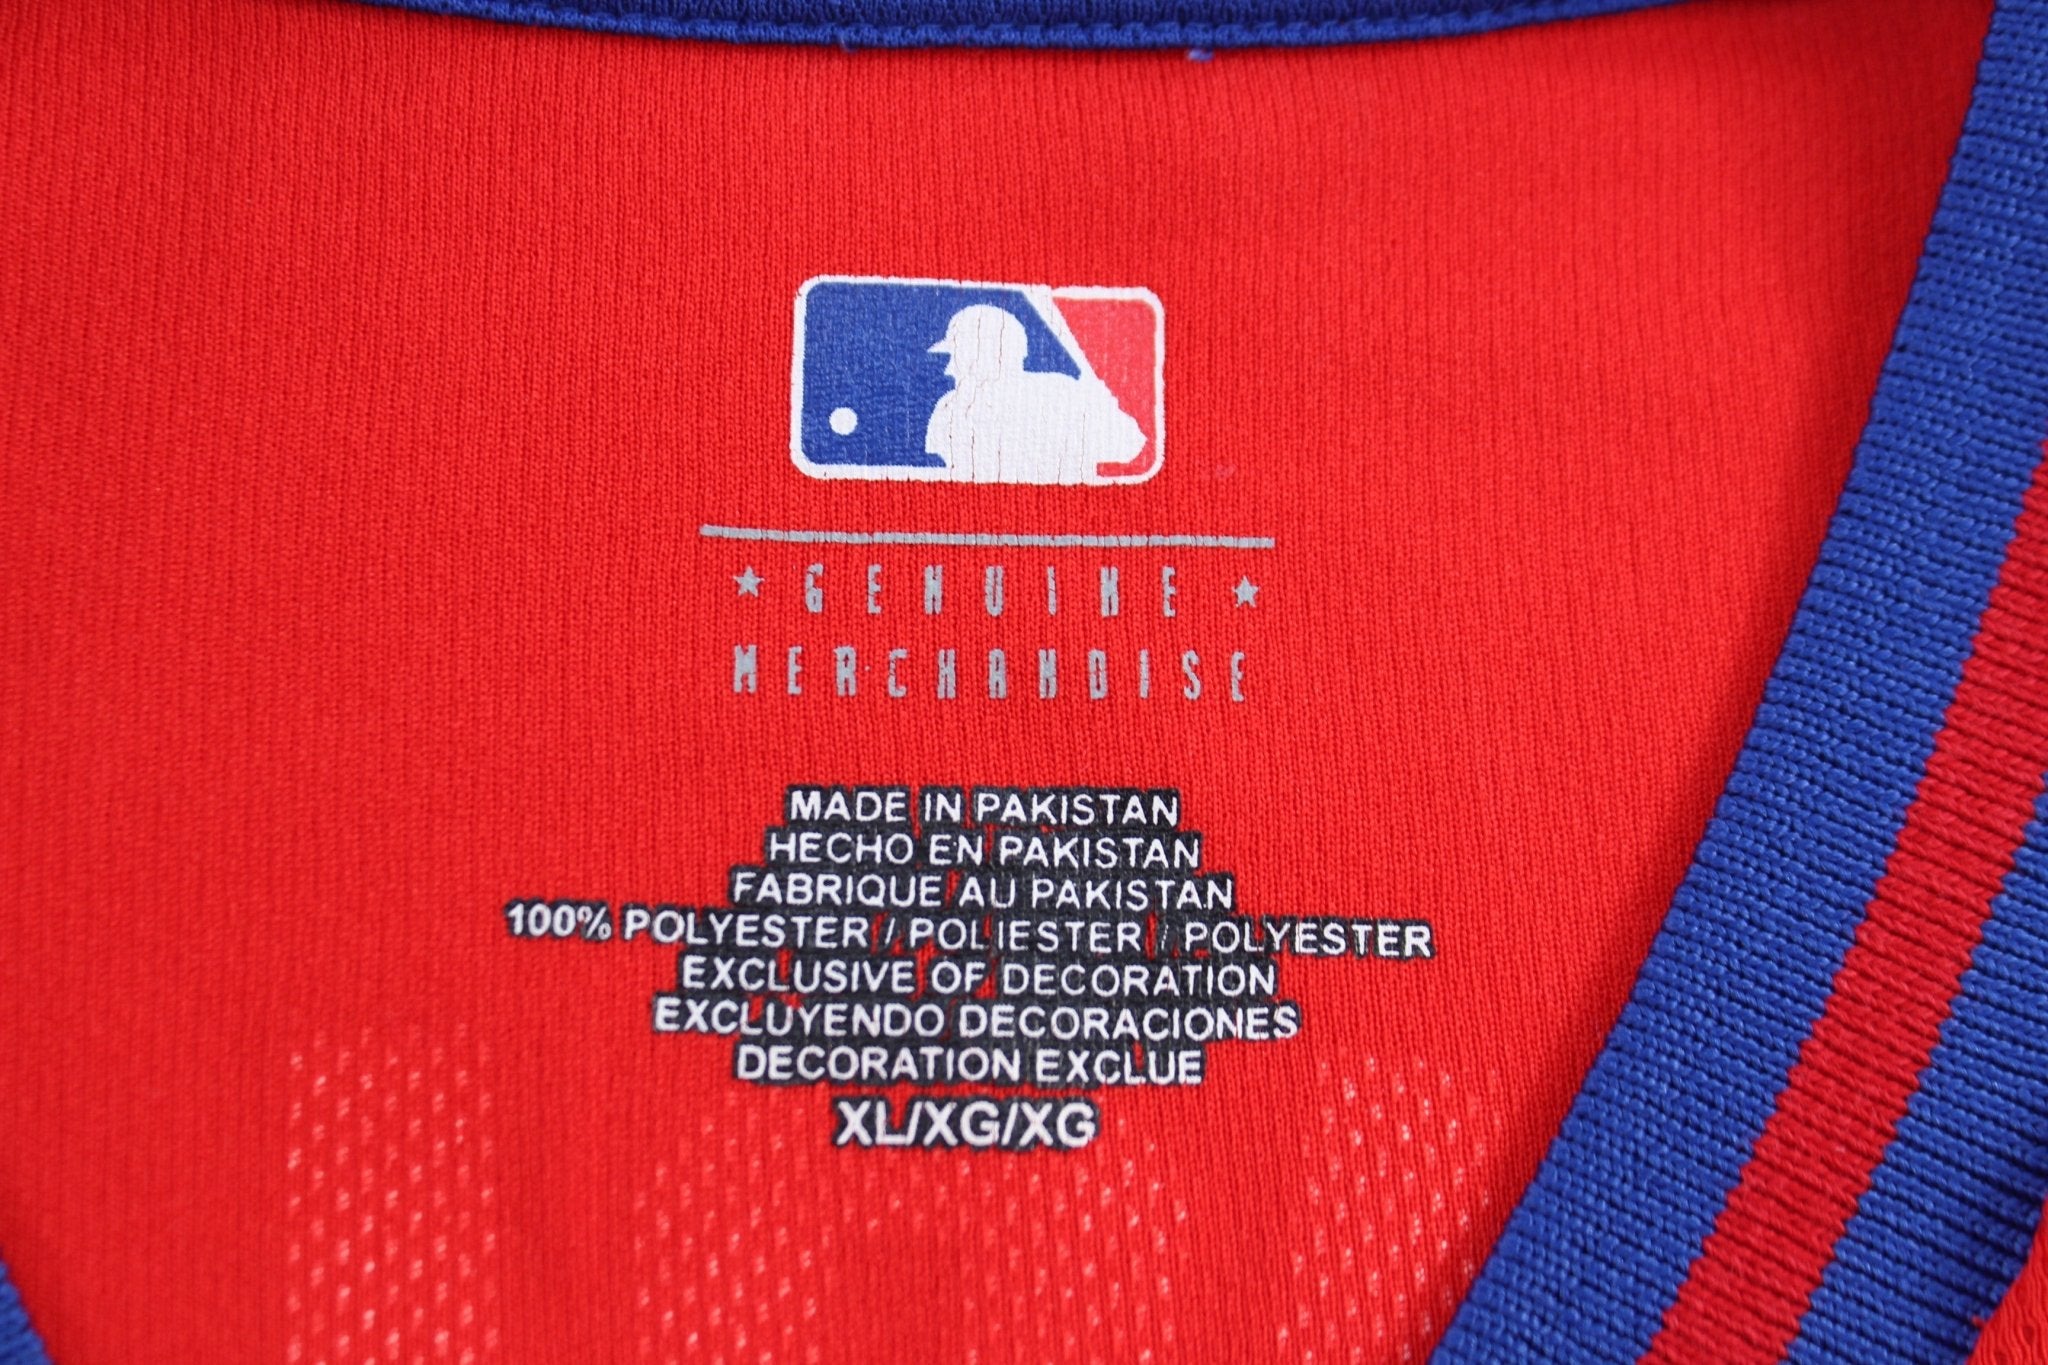 ★ GENUINE ★
MERCHANDISE
MADE IN PAKISTAN
HECHO EN PAKISTAN
FABRIQUE AU PAKISTAN
100% POLYESTER / POLIESTER / POLYESTER
EXCLUSIVE OF DECORATION
EXCLUYENDO DECORACIONES
DECORATION EXCLUE
XL/XG/XG